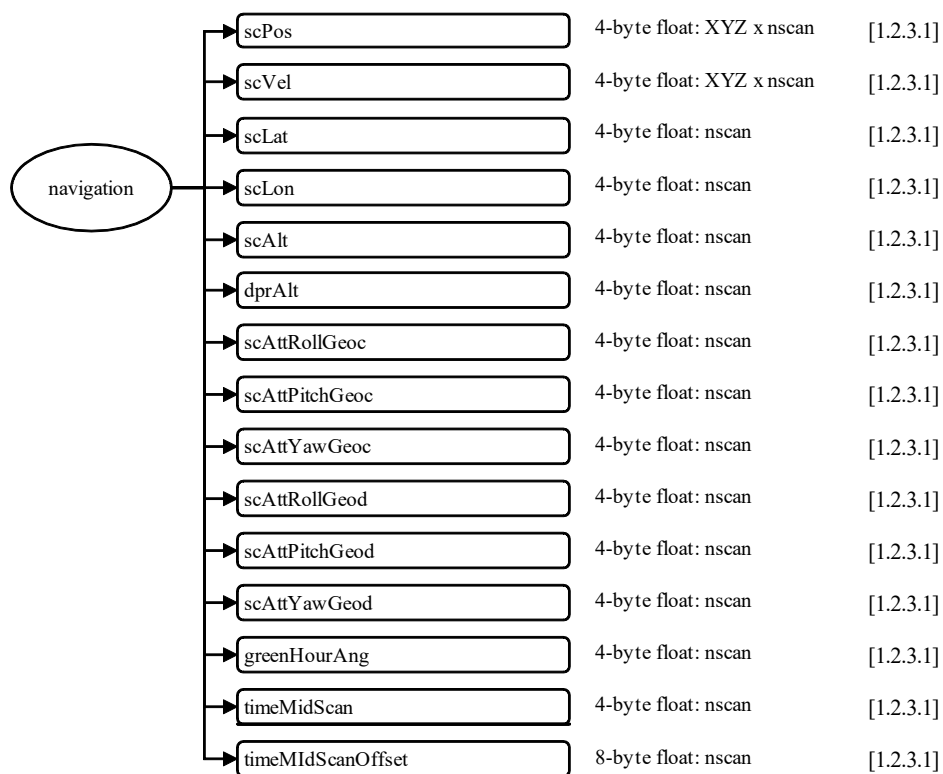 scPos 4-byte float: XYZ x nscan [1.2.3.1]
scVel 4-byte float: XYZ x nscan [1.2.3.1]
scLat 4-byte float: nscan [1.2.3.1]
navigation scLon 4-byte float: nscan [1.2.3.1]
scAlt 4-byte float: nscan [1.2.3.1]
dprAlt 4-byte float: nscan [1.2.3.1]
scAttRollGeoc 4-byte float: nscan [1.2.3.1]
scAttPitchGeoc 4-byte float: nscan [1.2.3.1]
scAttYawGeoc 4-byte float: nscan [1.2.3.1]
scAttRollGeod 4-byte float: nscan [1.2.3.1]
scAttPitchGeod 4-byte float: nscan [1.2.3.1]
scAttYawGeod 4-byte float: nscan [1.2.3.1]
greenHourAng 4-byte float: nscan [1.2.3.1]
timeMidScan 4-byte float: nscan [1.2.3.1]
timeMIdScanOffset 8-byte float: nscan [1.2.3.1]